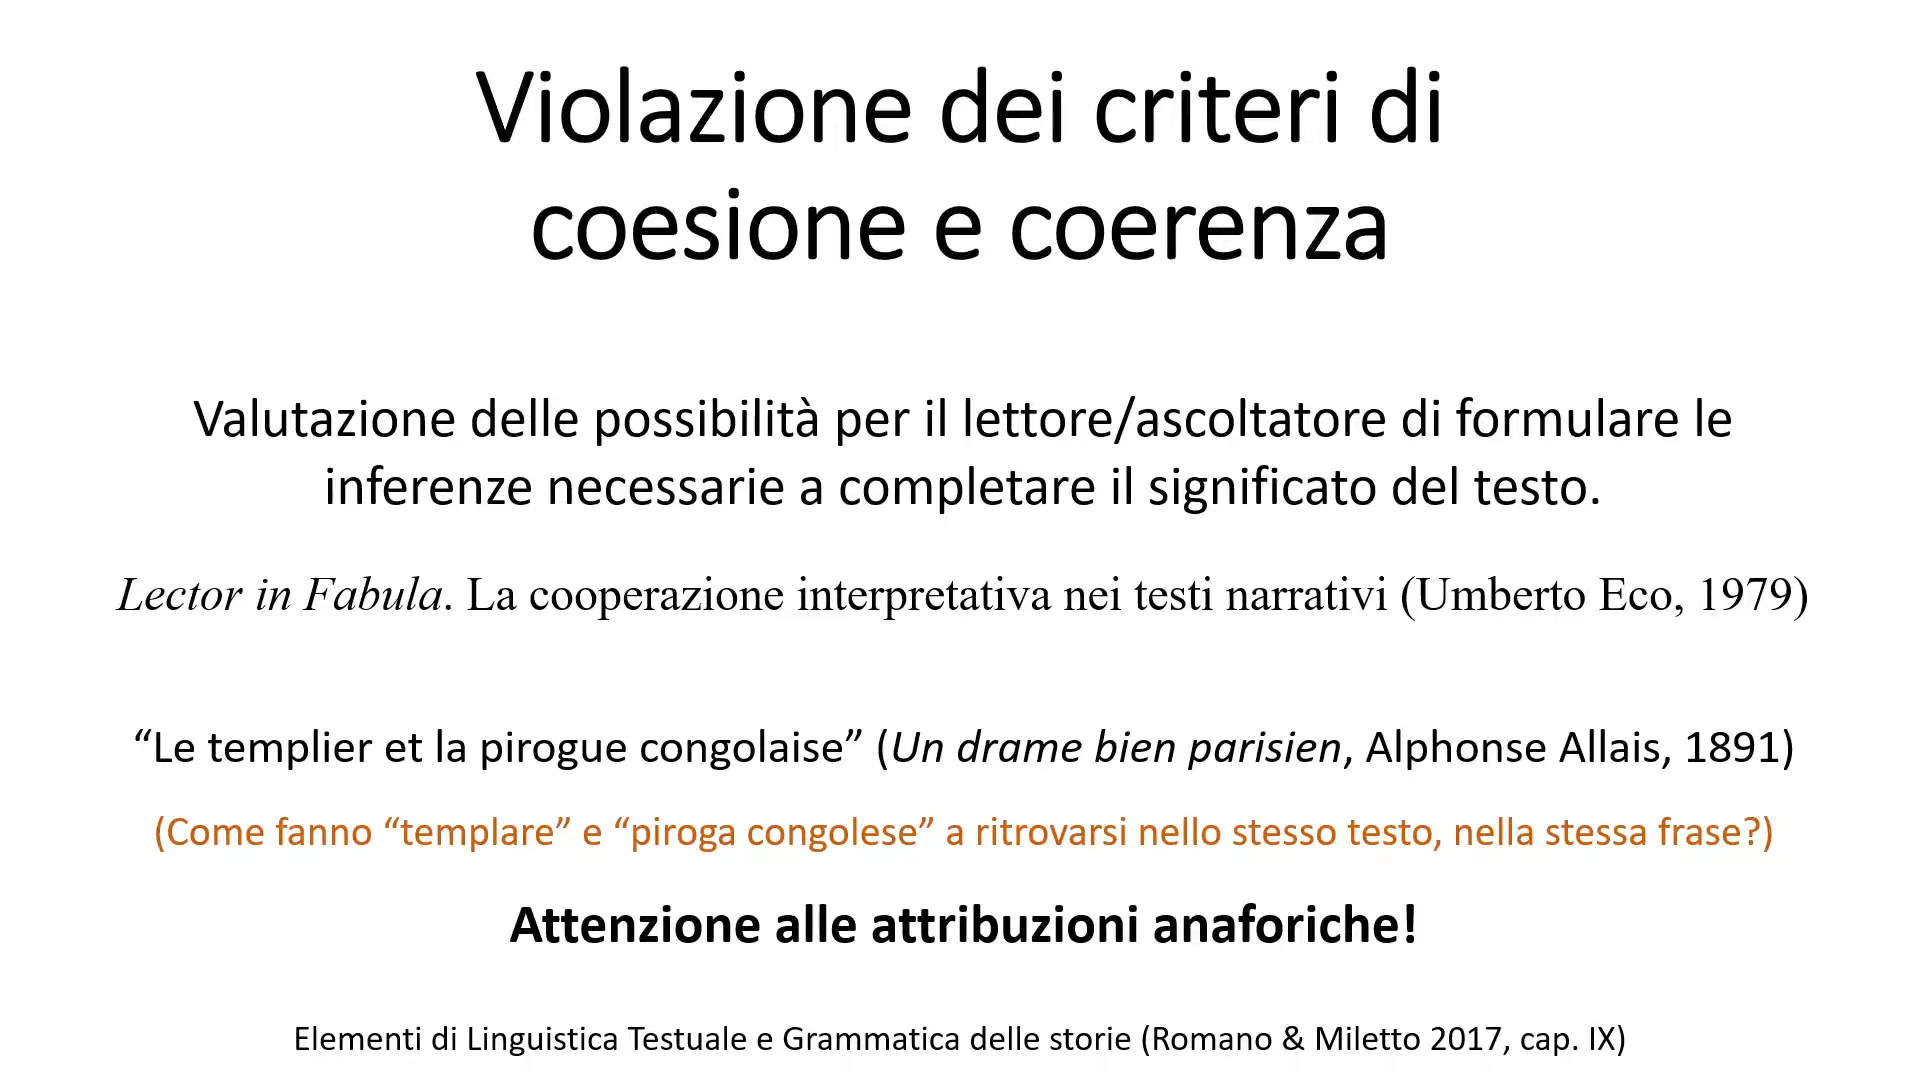 Violazione dei criteri di
coesione e coerenza
Valutazione delle possibilità per il lettore/ascoltatore di formulare le
inferenze necessarie a completare il significato del testo.
Lector in Fabula. La cooperazione interpretativa nei testi narrativi (Umberto Eco, 1979)
“Le templier et la pirogue congolaise” (Un drame bien parisien, Alphonse Allais, 1891)
(Come fanno “templare” e “piroga congolese” a ritrovarsi nello stesso testo, nella stessa frase?)
Attenzione alle attribuzioni anaforiche!
Elementi di Linguistica Testuale e Grammatica delle storie (Romano & Miletto 2017, cap. IX)